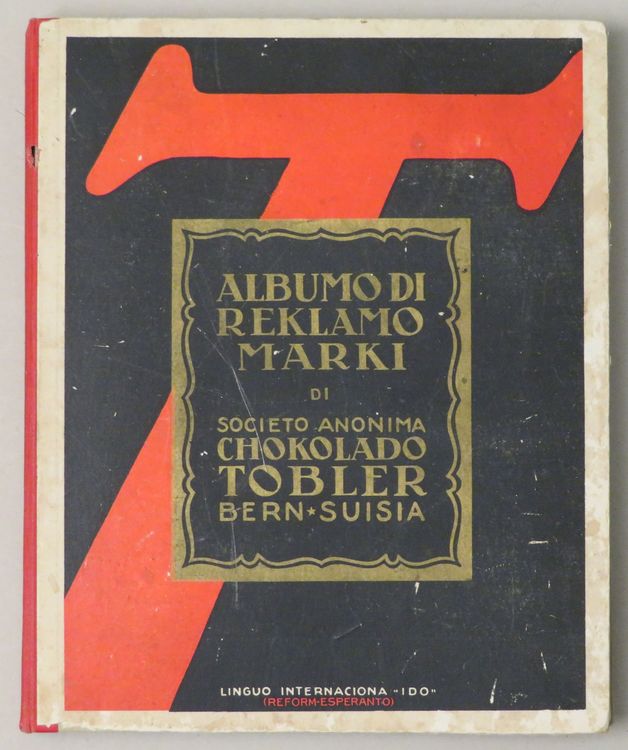 ALBUMO DI
REKLAMO
MARKI
DI
SOCIETO ANONIMA
CHOKOLADO
TOBLER
BERN★SUISIA
LINGUO INTERNACIONA "IDO"
(REFORM-ESPERANTO)